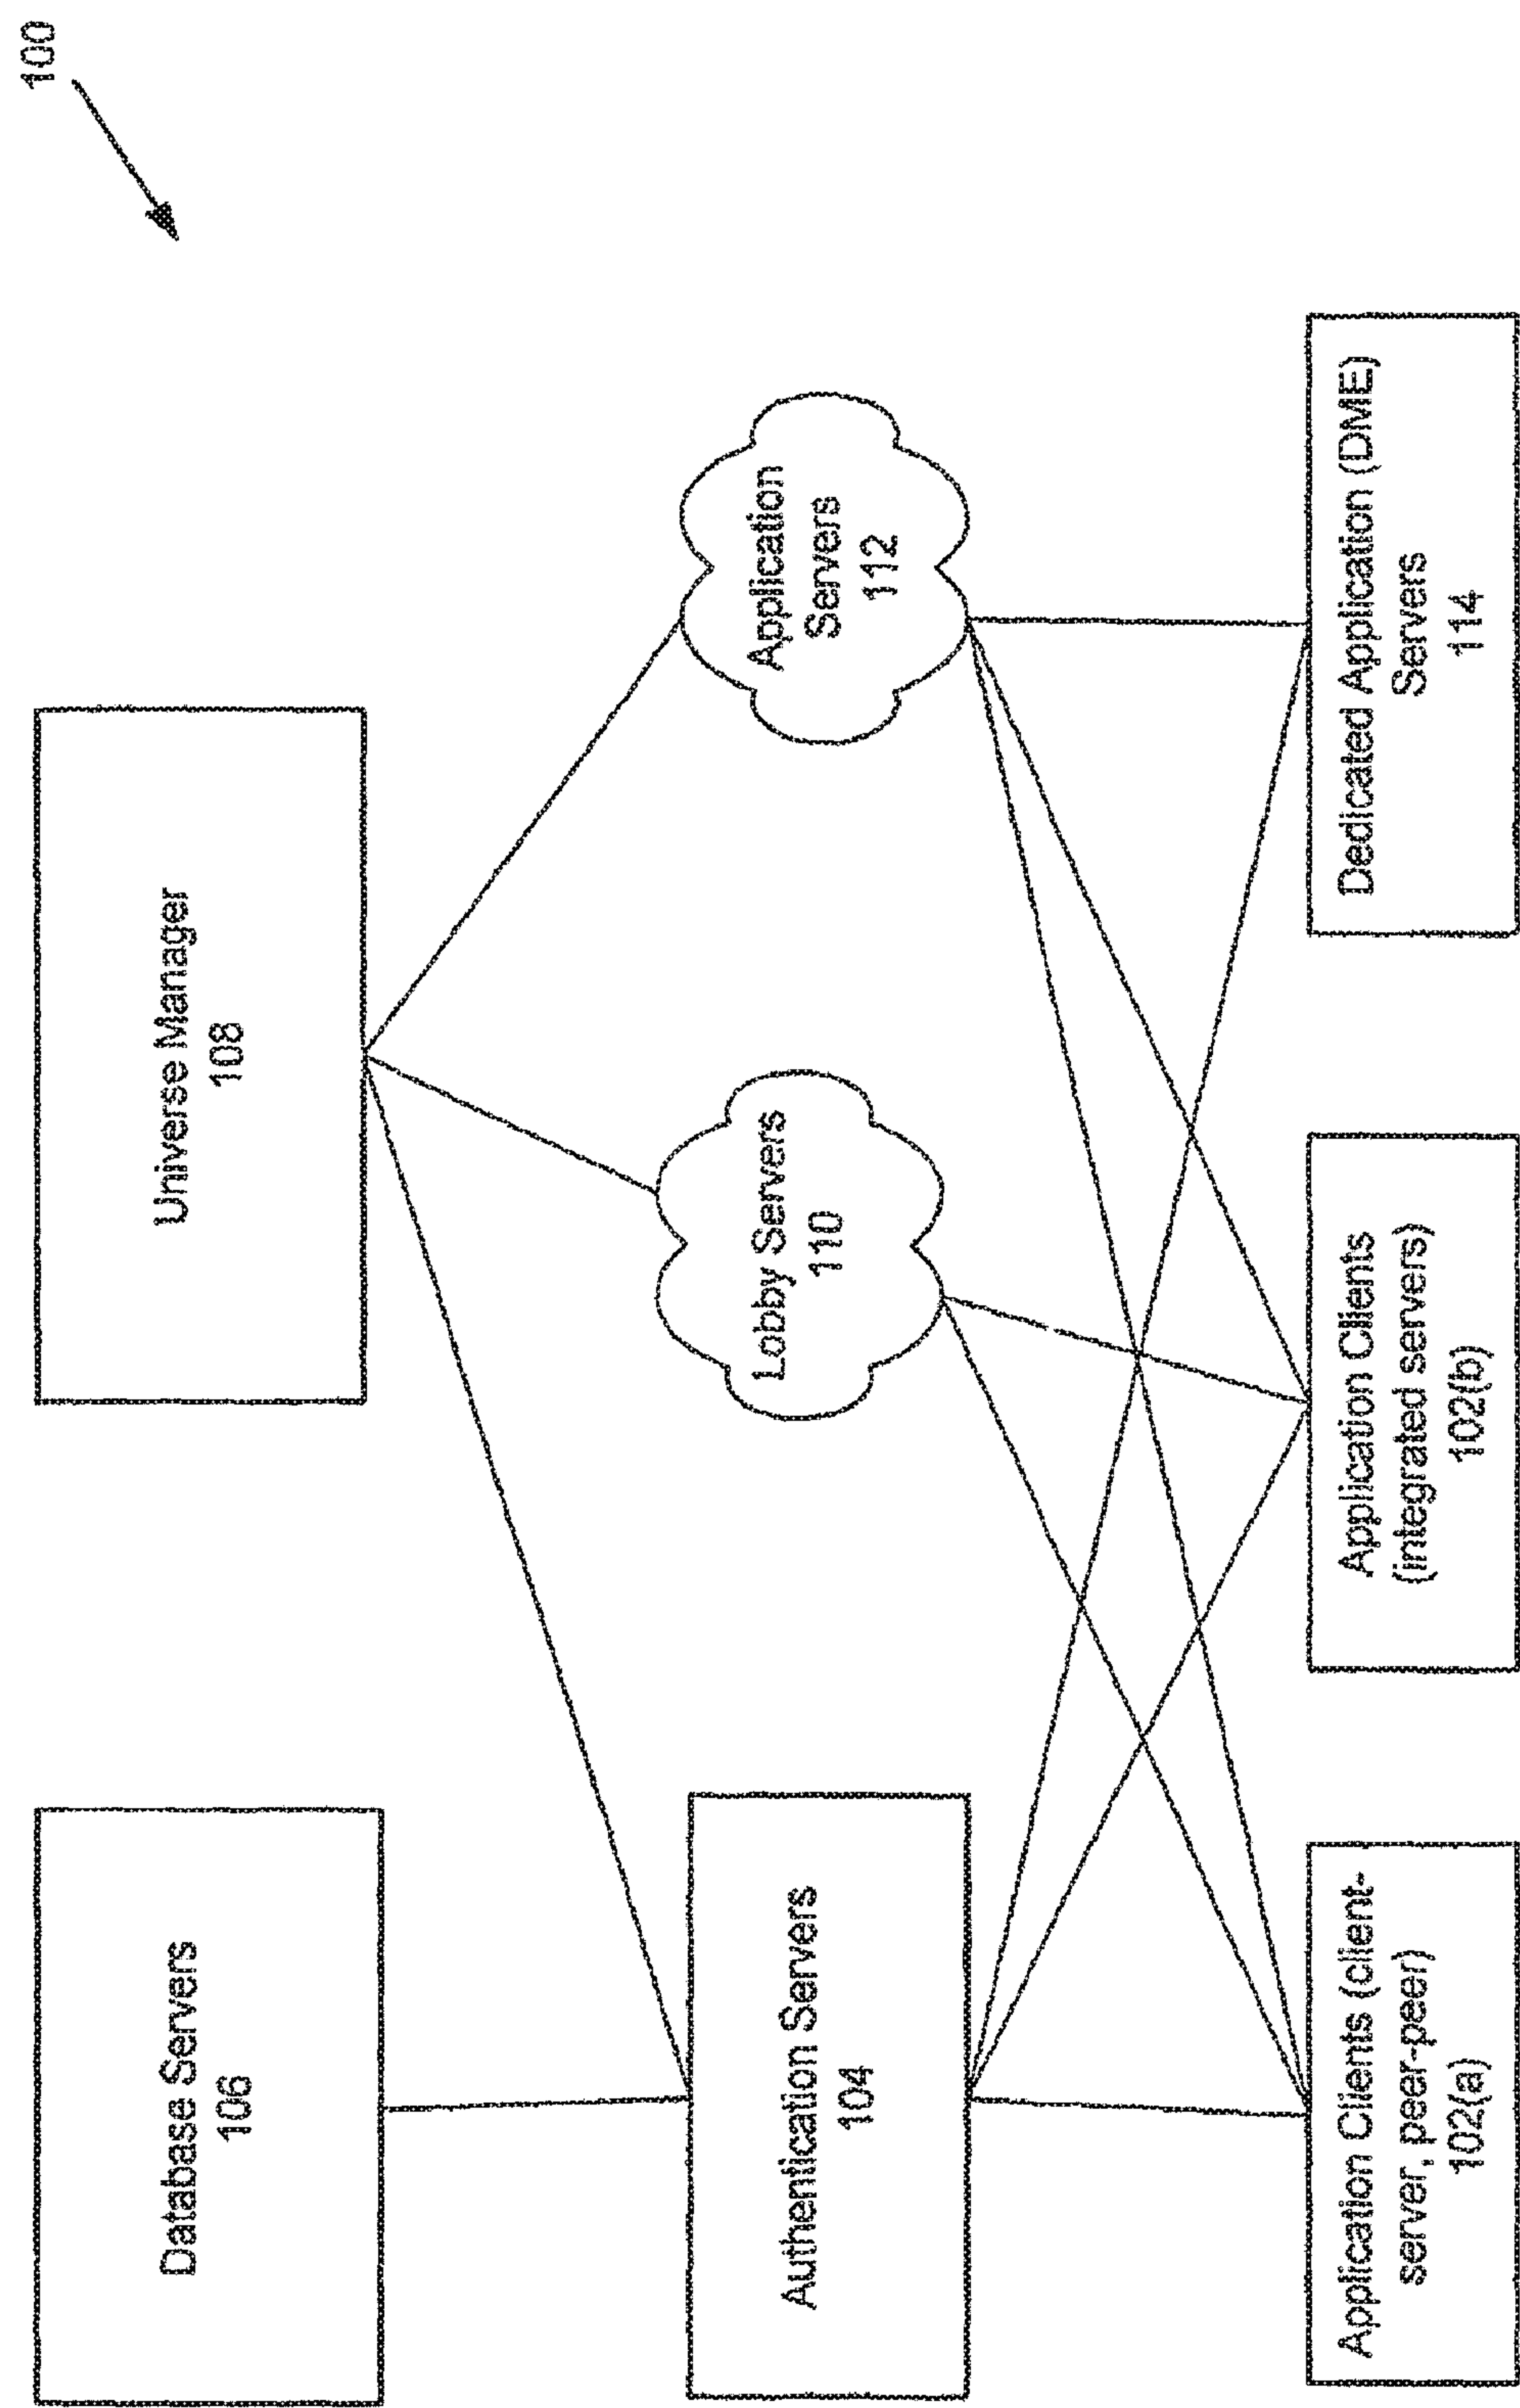 100
Database Servers
106
Universe Manager
108
Authentication Servers
104
Lobby Servers
110
Application
Servers
112
Application Clients (client-
server, peer-peer)
102(a)
Application Clients
(integrated servers)
102(b)
Dedicated Application (DME)
Servers
114